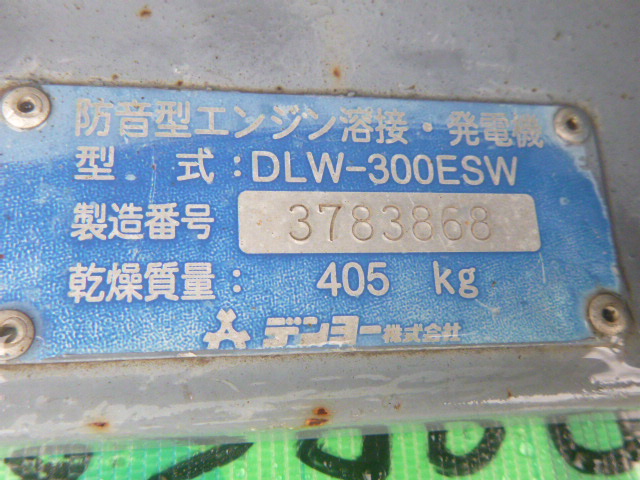 防音型エンジン溶接・発電機
型式:DLW-300ESW
製造番号 3783868
乾燥質量: 405 kg
デンヨー株式会社